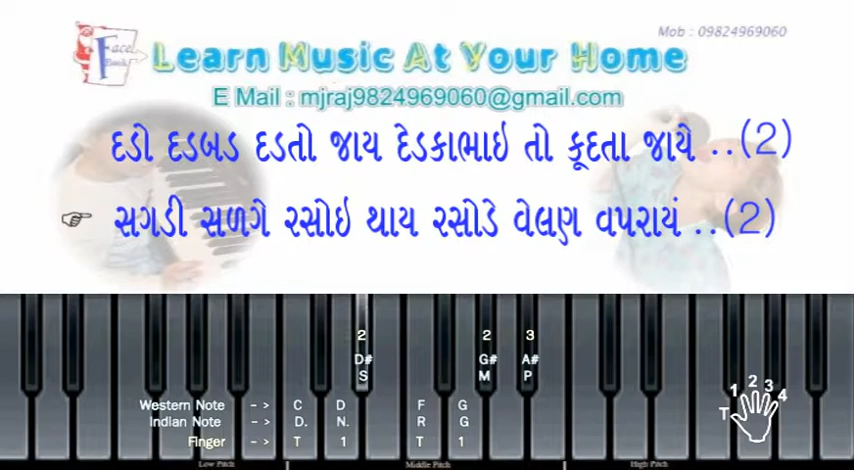 Mob : 09824969060
Face
Book
Learn Music At Your Home
E Mail : mjraj9824969060@gmail.com
દડો દડબડ દડતો જાય દેડકાભાઇ તો કૂદતા જાયે ..(2)
સગડી સળગે રસોઇ થાય રસોડે વેલણ વપરાયં ..(2)
2 2 3
D# G# A#
S M P
Western Note - > C D F G
Indian Note - > D. N. R G
Finger - > T 1 T 1
T 1 2 3 4
Low Pitch Middle Pitch High Pitch